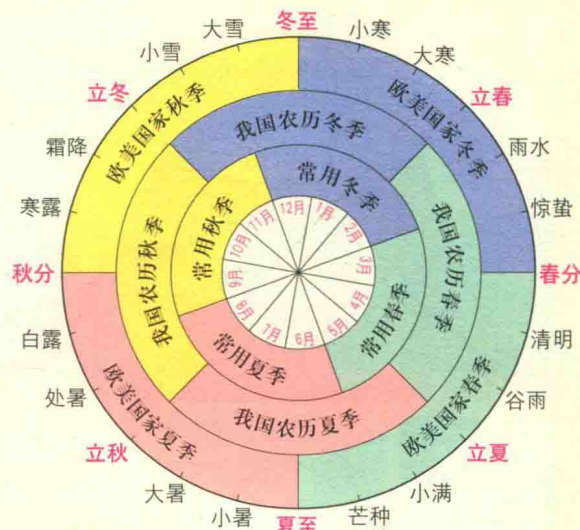 冬至
小寒
大寒
立春
雨水
惊蛰
春分
清明
谷雨
立夏
小满
芒种
夏至
小暑
大暑
立秋
处暑
白露
秋分
寒露
霜降
立冬
小雪
大雪
欧美国家冬季
欧美国家春季
欧美国家夏季
欧美国家秋季
我国农历冬季
我国农历春季
我国农历夏季
我国农历秋季
常用冬季
常用春季
常用夏季
常用秋季
12月
1月
2月
3月
4月
5月
6月
7月
8月
9月
10月
11月